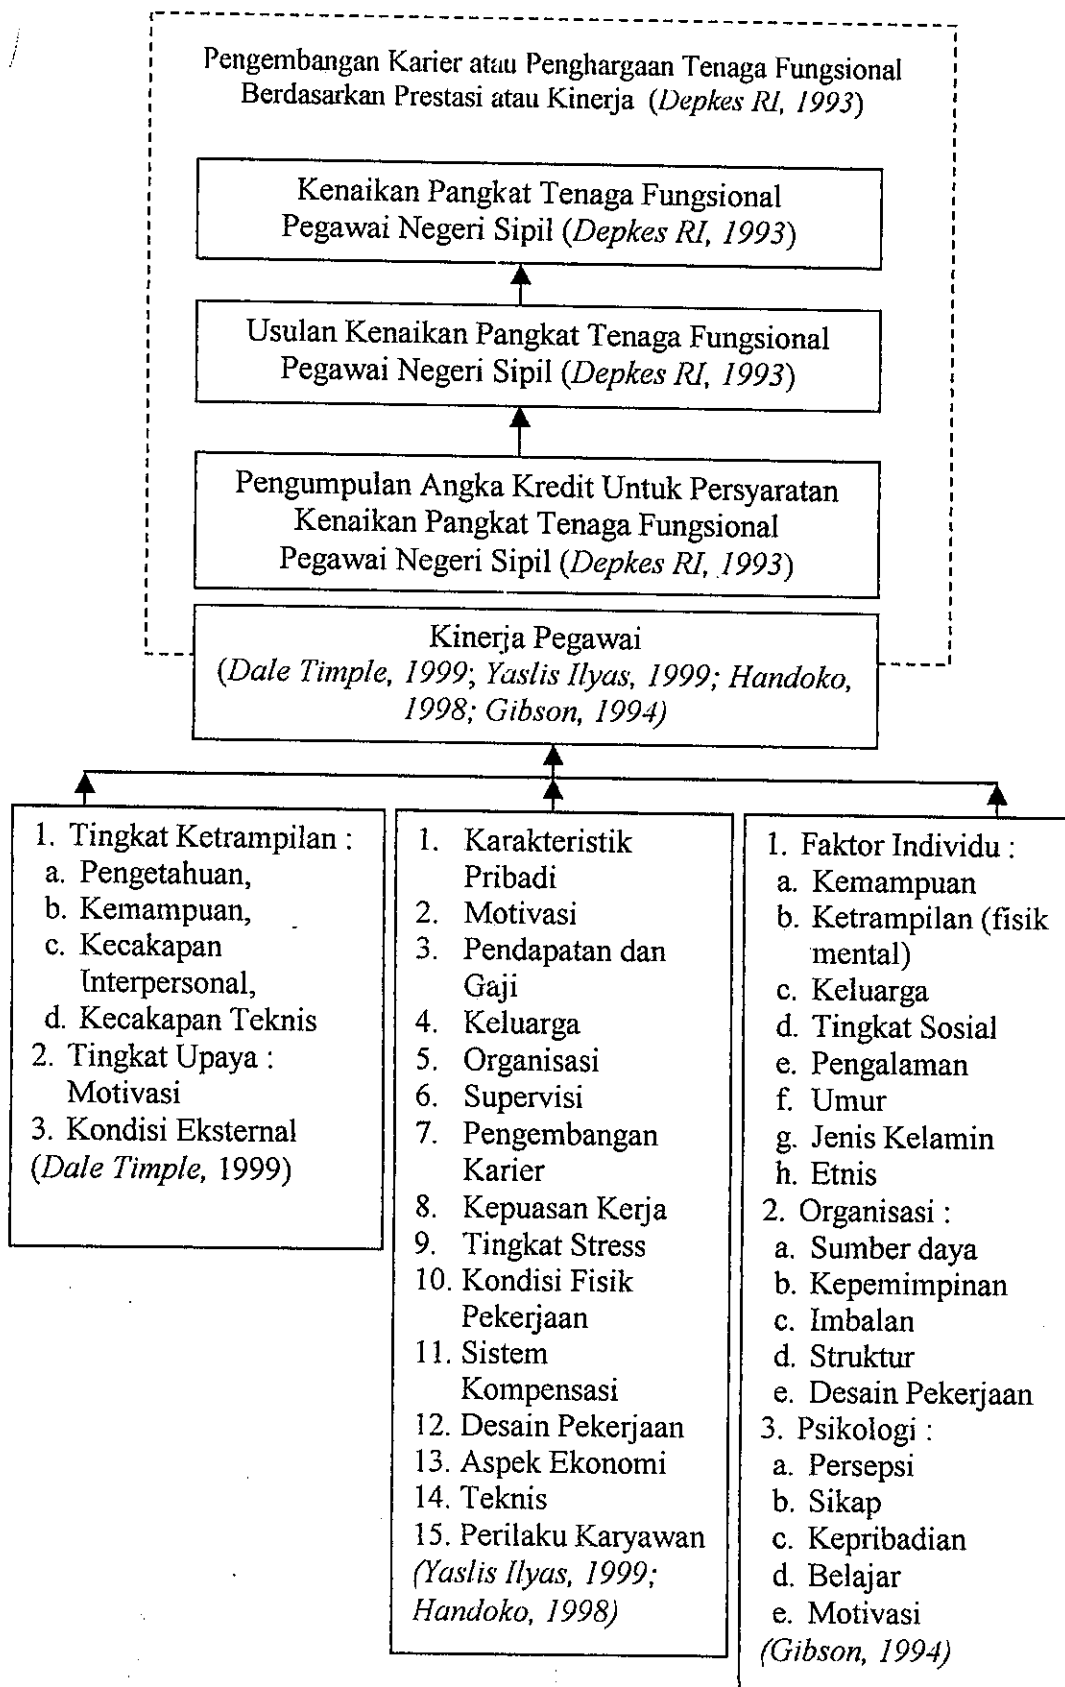 Pengembangan Karier atau Penghargaan Tenaga Fungsional
Berdasarkan Prestasi atau Kinerja (Depkes RI, 1993)
Kenaikan Pangkat Tenaga Fungsional
Pegawai Negeri Sipil (Depkes RI, 1993)
Usulan Kenaikan Pangkat Tenaga Fungsional
Pegawai Negeri Sipil (Depkes RI, 1993)
Pengumpulan Angka Kredit Untuk Persyaratan
Kenaikan Pangkat Tenaga Fungsional
Pegawai Negeri Sipil (Depkes RI, 1993)
Kinerja Pegawai
(Dale Timple, 1999; Yaslis Ilyas, 1999; Handoko,
1998; Gibson, 1994)
1. Tingkat Ketrampilan :
a. Pengetahuan,
b. Kemampuan,
c. Kecakapan
Interpersonal,
d. Kecakapan Teknis
2. Tingkat Upaya :
Motivasi
3. Kondisi Eksternal
(Dale Timple, 1999)
1. Karakteristik
Pribadi
2. Motivasi
3. Pendapatan dan
Gaji
4. Keluarga
5. Organisasi
6. Supervisi
7. Pengembangan
Karier
8. Kepuasan Kerja
9. Tingkat Stress
10. Kondisi Fisik
Pekerjaan
11. Sistem
Kompensasi
12. Desain Pekerjaan
13. Aspek Ekonomi
14. Teknis
15. Perilaku Karyawan
(Yaslis Ilyas, 1999;
Handoko, 1998)
1. Faktor Individu :
a. Kemampuan
b. Ketrampilan (fisik
mental)
c. Keluarga
d. Tingkat Sosial
e. Pengalaman
f. Umur
g. Jenis Kelamin
h. Etnis
2. Organisasi :
a. Sumber daya
b. Kepemimpinan
c. Imbalan
d. Struktur
e. Desain Pekerjaan
3. Psikologi :
a. Persepsi
b. Sikap
c. Kepribadian
d. Belajar
e. Motivasi
(Gibson, 1994)